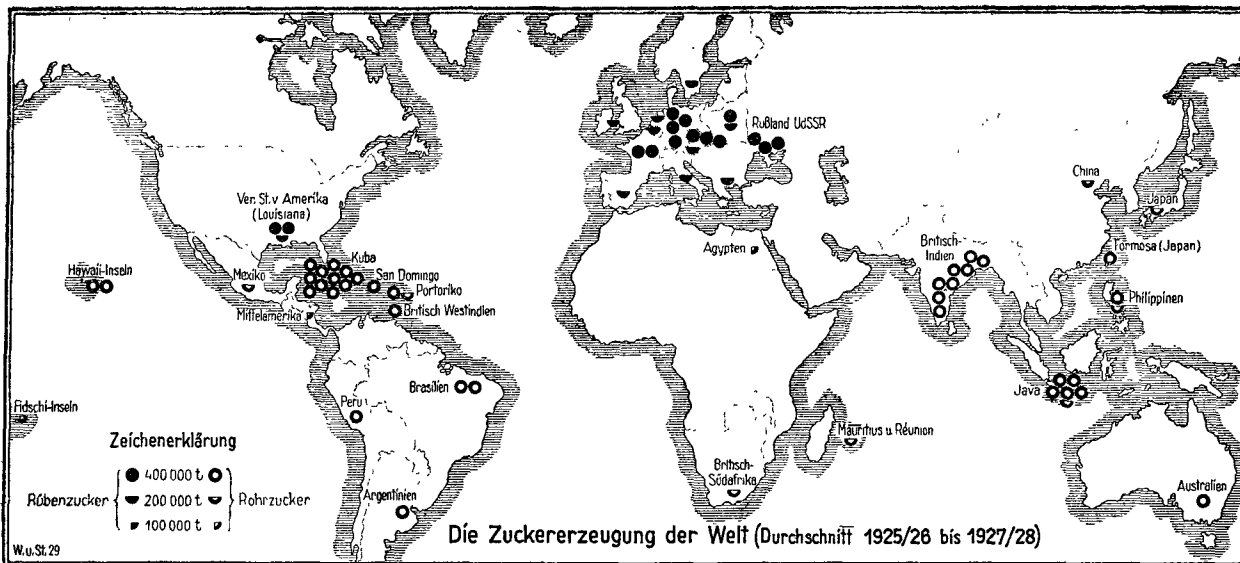 Rußland UdSSR
China
Japan
Ver. St. v Amerika
(Louisiana)
Ägypten
Britisch-
Indien
Formosa (Japan)
Hawaii-Inseln
Mexiko
Kuba
San Domingo
Portoriko
Philippinen
Mittelamerika
Britisch Westindien
Brasilien
Java
Peru
Fidschi-Inseln
Mauritius u. Réunion
Zeichenerklärung
Rübenzucker
400 000 t
200 000 t
100 000 t
Rohrzucker
Britisch-
Südafrika
Argentinien
Australien
Die Zuckererzeugung der Welt (Durchschnitt 1925/26 bis 1927/28)
W. u. St. 29